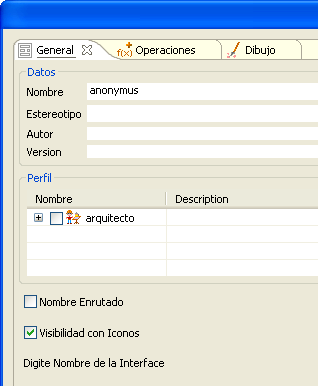 General Operaciones Dibujo
Datos
Nombre anonymus
Estereotipo
Autor
Version
Perfil
Nombre Description
arquitecto
Nombre Enrutado
Visibilidad con Iconos
Digite Nombre de la Interface